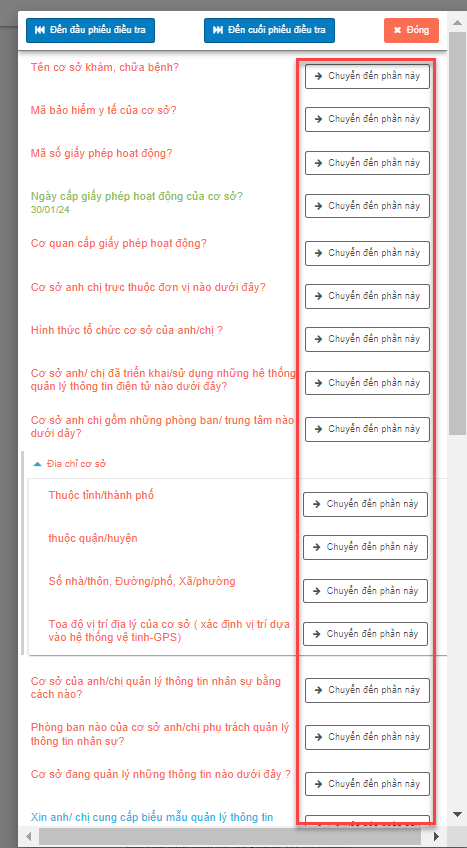 Đến đầu phiếu điều tra
Đến cuối phiếu điều tra
Đóng
Tên cơ sở khám, chữa bệnh?
Chuyển đến phần này
Mã bảo hiểm y tế của cơ sở?
Chuyển đến phần này
Mã số giấy phép hoạt động?
Chuyển đến phần này
Ngày cấp giấy phép hoạt động của cơ sở?
30/01/24
Chuyển đến phần này
Cơ quan cấp giấy phép hoạt động?
Chuyển đến phần này
Cơ sở anh chị trực thuộc đơn vị nào dưới đây?
Chuyển đến phần này
Hình thức tổ chức cơ sở của anh/chị ?
Chuyển đến phần này
Cơ sở anh/ chị đã triển khai/sử dụng những hệ thống
quản lý thông tin điện tử nào dưới đây?
Chuyển đến phần này
Cơ sở anh chị gồm những phòng ban/ trung tâm nào
dưới dây?
Chuyển đến phần này
Địa chỉ cơ sở
Thuộc tỉnh/thành phố
Chuyển đến phần này
thuộc quận/huyện
Chuyển đến phần này
Số nhà/thôn, Đường/phố, Xã/phường
Chuyển đến phần này
Tọa độ vị trí địa lý của cơ sở ( xác định vị trí dựa
vào hệ thống vệ tinh-GPS)
Chuyển đến phần này
Cơ sở của anh/chị quản lý thông tin nhân sự bằng
cách nào?
Chuyển đến phần này
Phòng ban nào của cơ sở anh/chị phụ trách quản lý
thông tin nhân sự?
Chuyển đến phần này
Cơ sở đang quản lý những thông tin nào dưới đây ?
Chuyển đến phần này
Xin anh/ chị cung cấp biểu mẫu quản lý thông tin